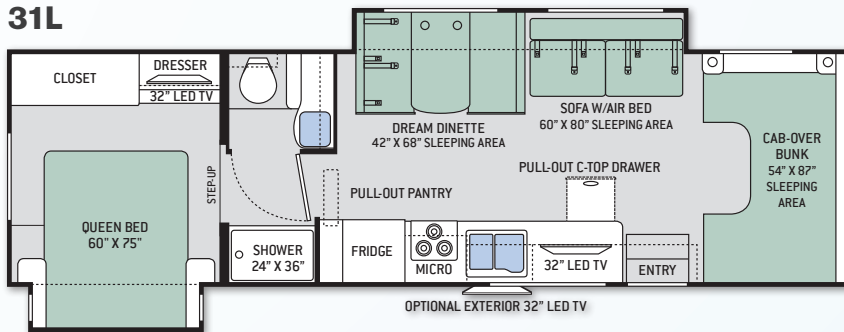 31L
CLOSET
DRESSER
32” LED TV
STEP-UP
QUEEN BED
60” X 75”
SHOWER
24” X 36”
DREAM DINETTE
42” X 68” SLEEPING AREA
SOFA W/AIR BED
60” X 80” SLEEPING AREA
PULL-OUT C-TOP DRAWER
PULL-OUT PANTRY
CAB-OVER
BUNK
54” X 87”
SLEEPING
AREA
FRIDGE
MICRO
32” LED TV
ENTRY
OPTIONAL EXTERIOR 32” LED TV